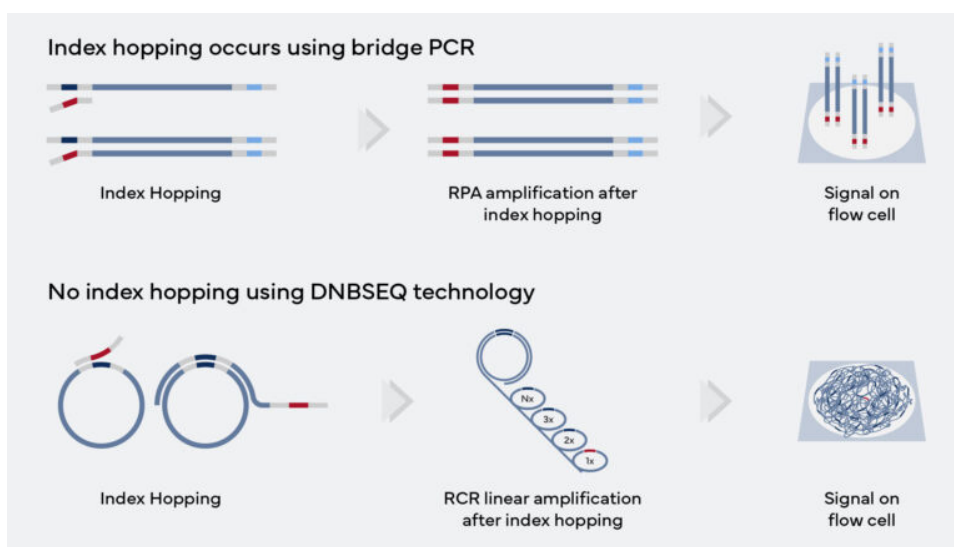 Index hopping occurs using bridge PCR
Index Hopping
RPA amplification after
index hopping
Signal on
flow cell
No index hopping using DNBSEQ technology
Nx
3x
2x
1x
Index Hopping
RCR linear amplification
after index hopping
Signal on
flow cell